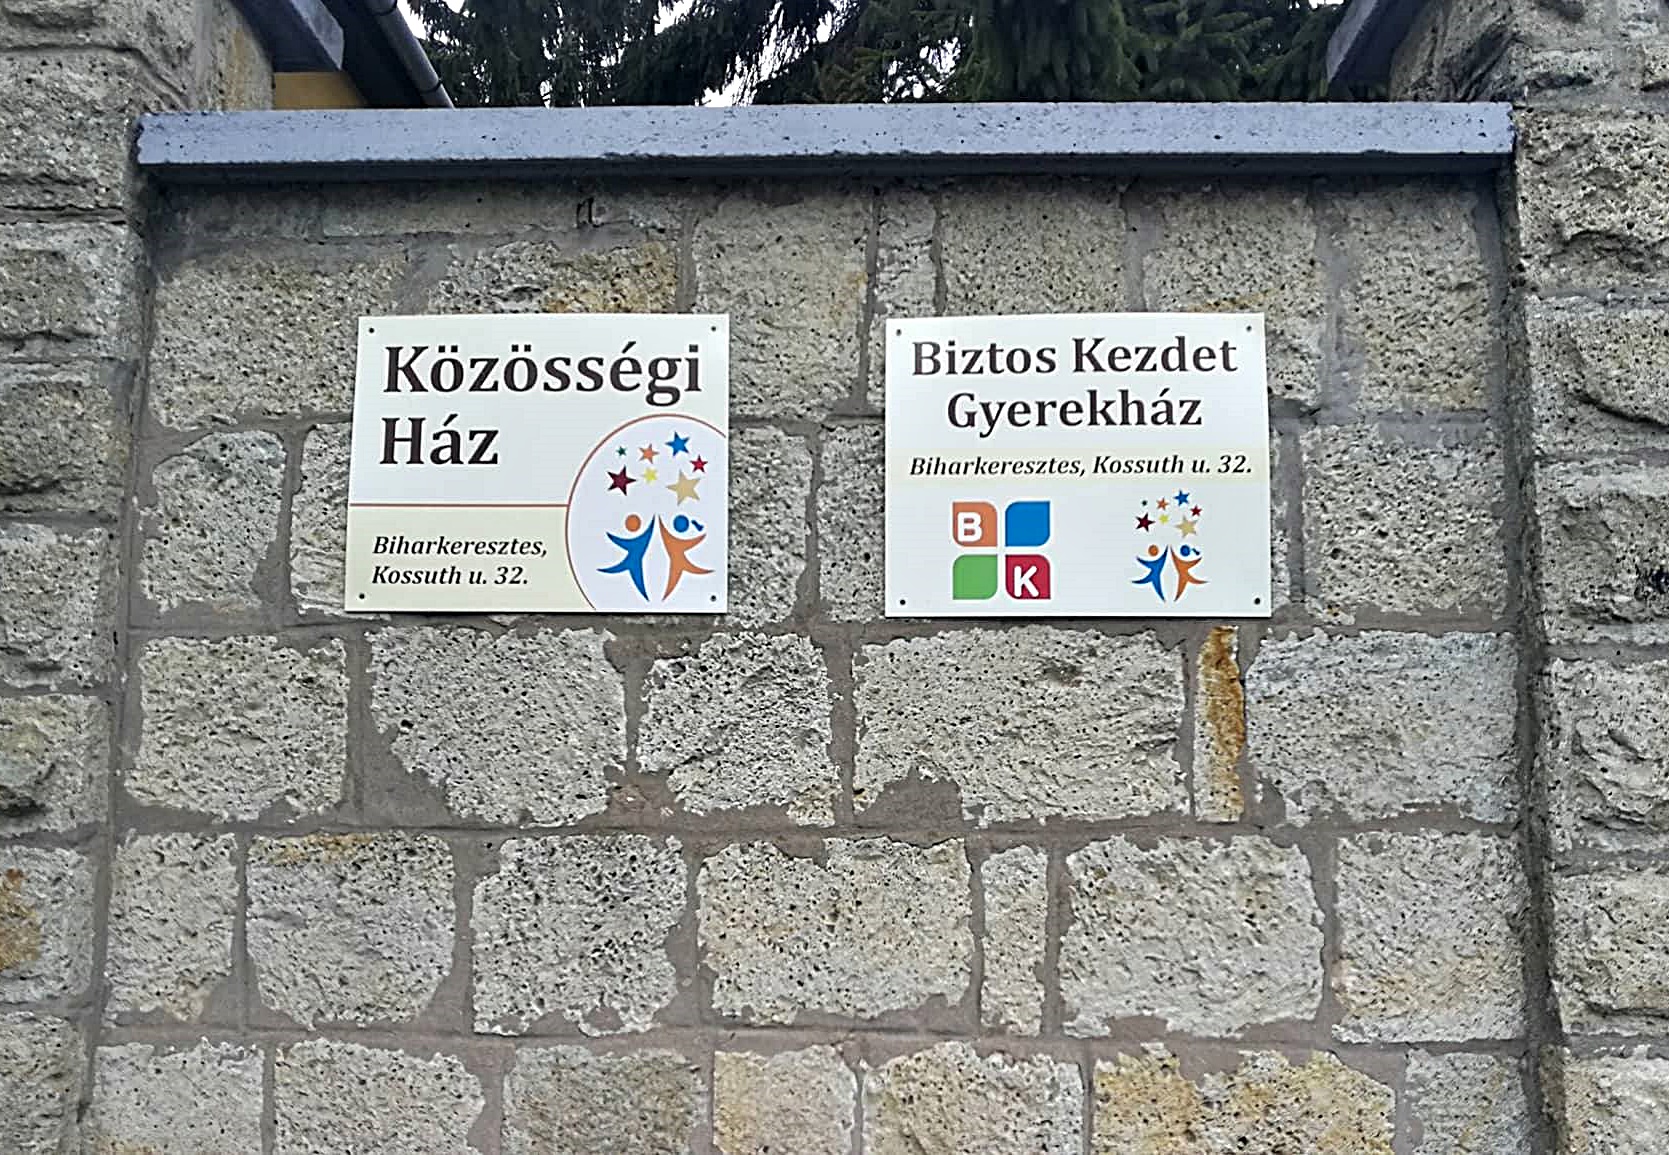 Közösségi
Ház
Biharkeresztes,
Kossuth u. 32.
Biztos Kezdet
Gyerekház
Biharkeresztes, Kossuth u. 32.
B
K